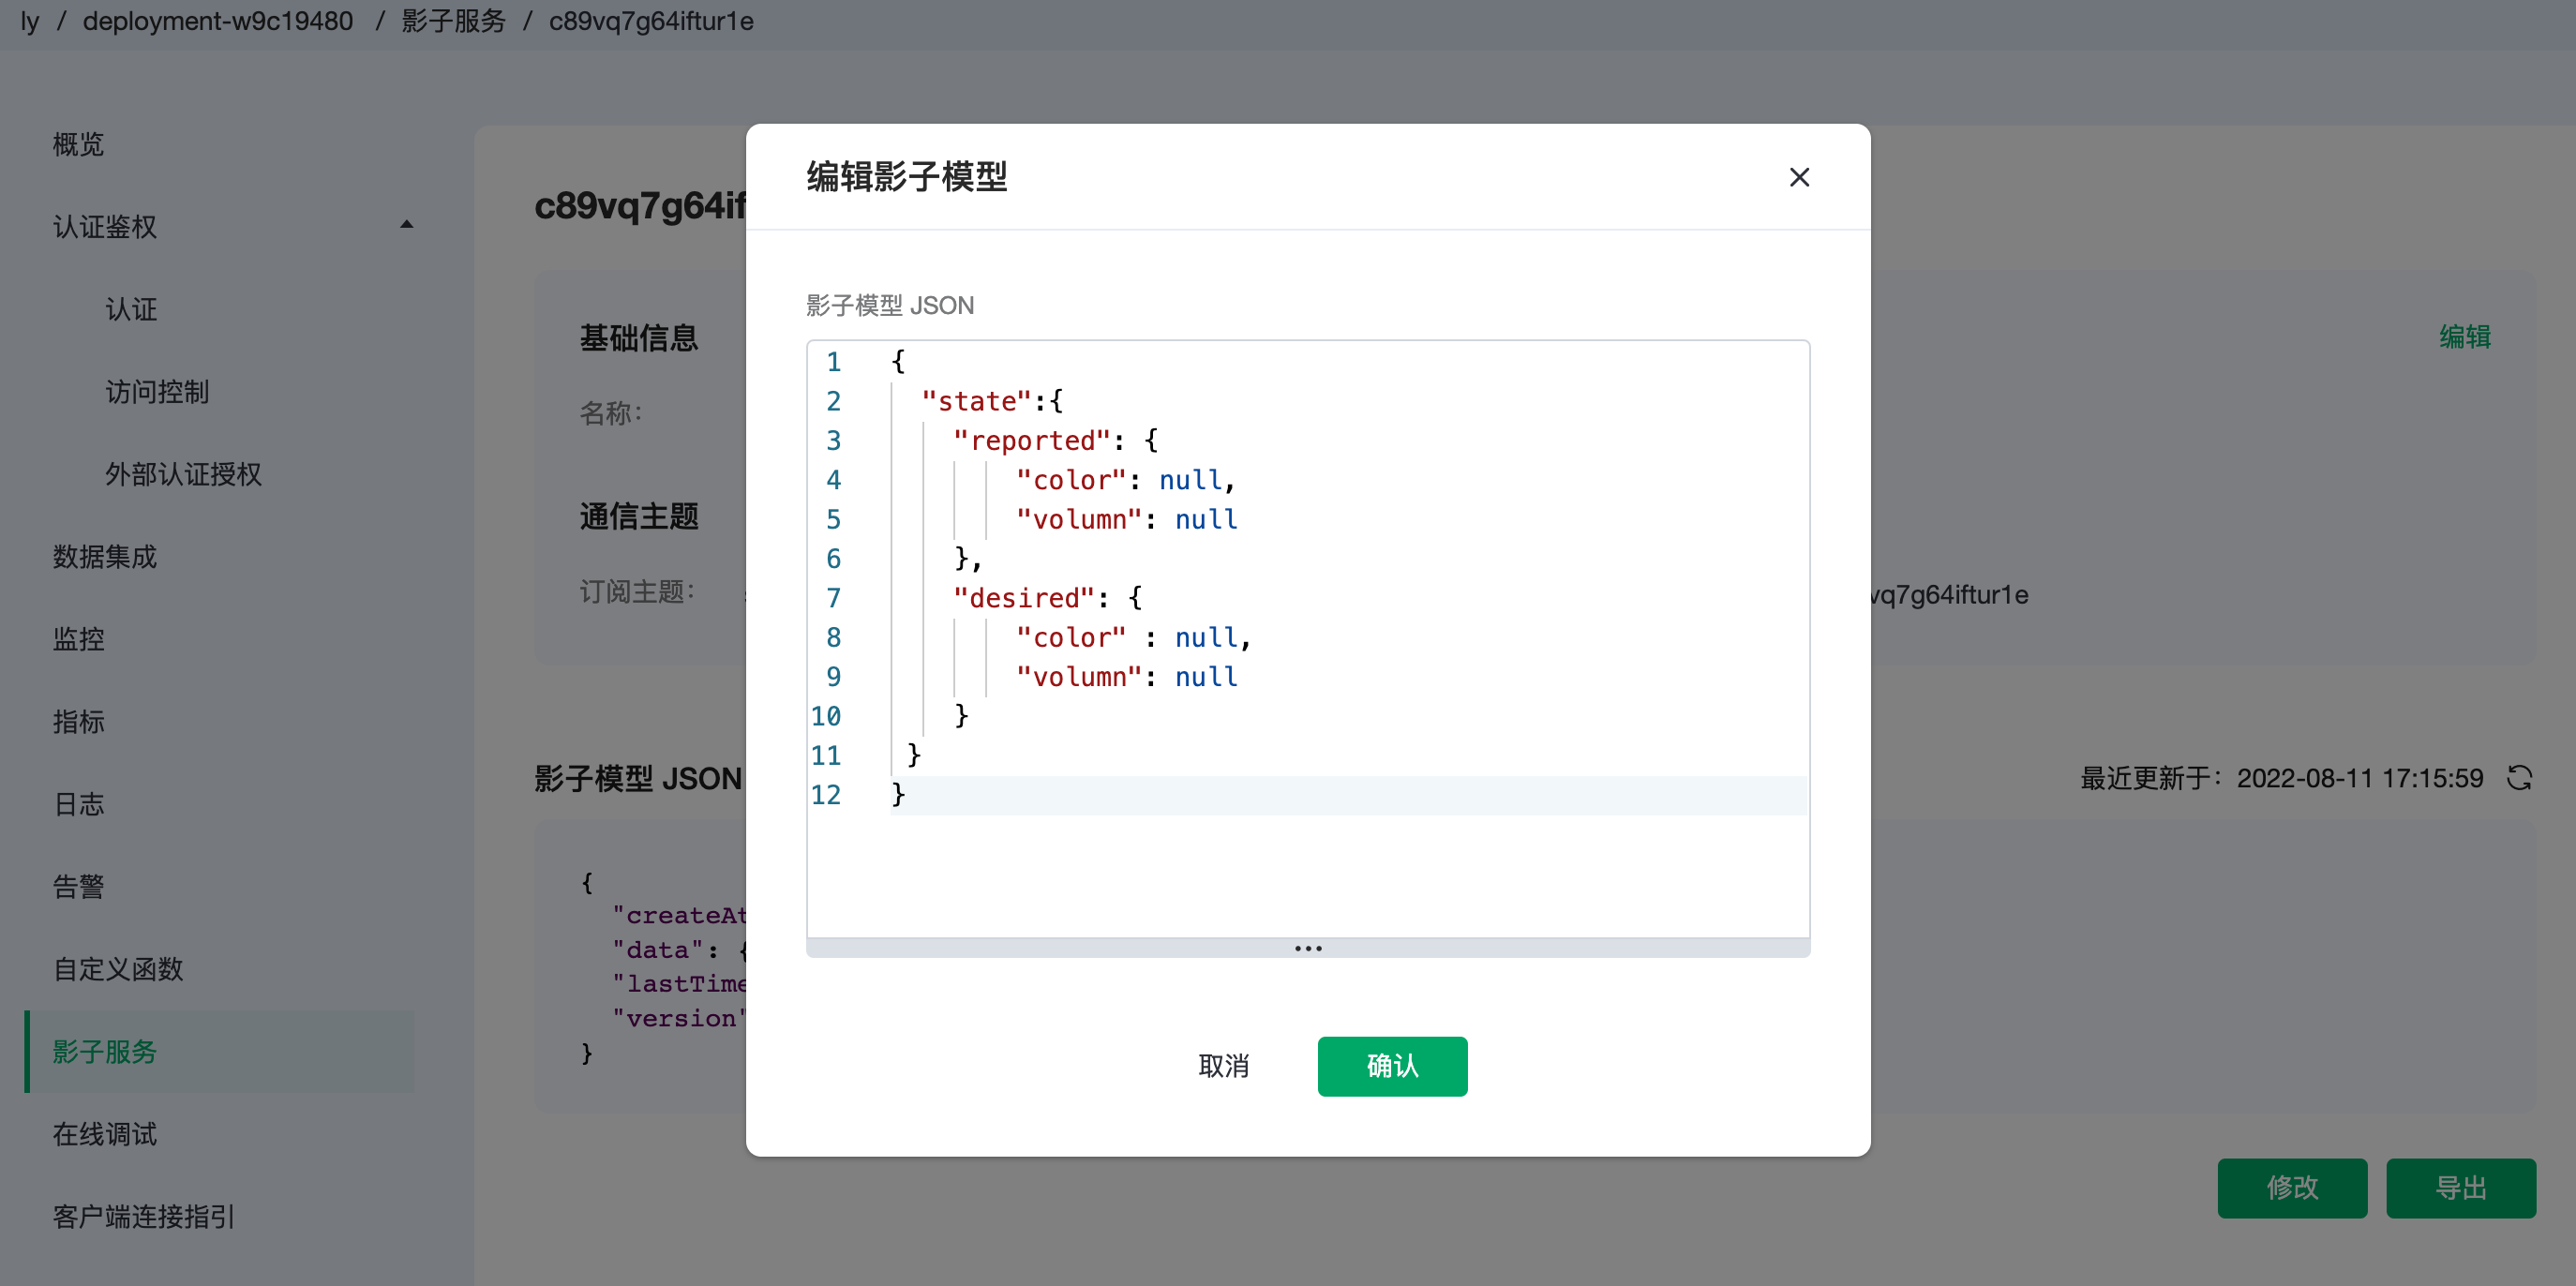 ly / deployment-w9c19480 / 影子服务 / c89vq7g64iftur1e
概览
认证鉴权
认证
访问控制
外部认证授权
数据集成
监控
指标
日志
告警
自定义函数
影子服务
在线调试
客户端连接指引
c89vq7g64if
基础信息
编辑
名称：
通信主题
订阅主题：
vq7g64iftur1e
影子模型 JSON
最近更新于：2022-08-11 17:15:59
{
"createAt
"data": {
"lastTime
"version"
}
修改
导出
编辑影子模型
影子模型 JSON
1 {
2 "state":{
3 "reported": {
4 "color": null,
5 "volumn": null
6 },
7 "desired": {
8 "color" : null,
9 "volumn": null
10 }
11 }
12 }
取消
确认